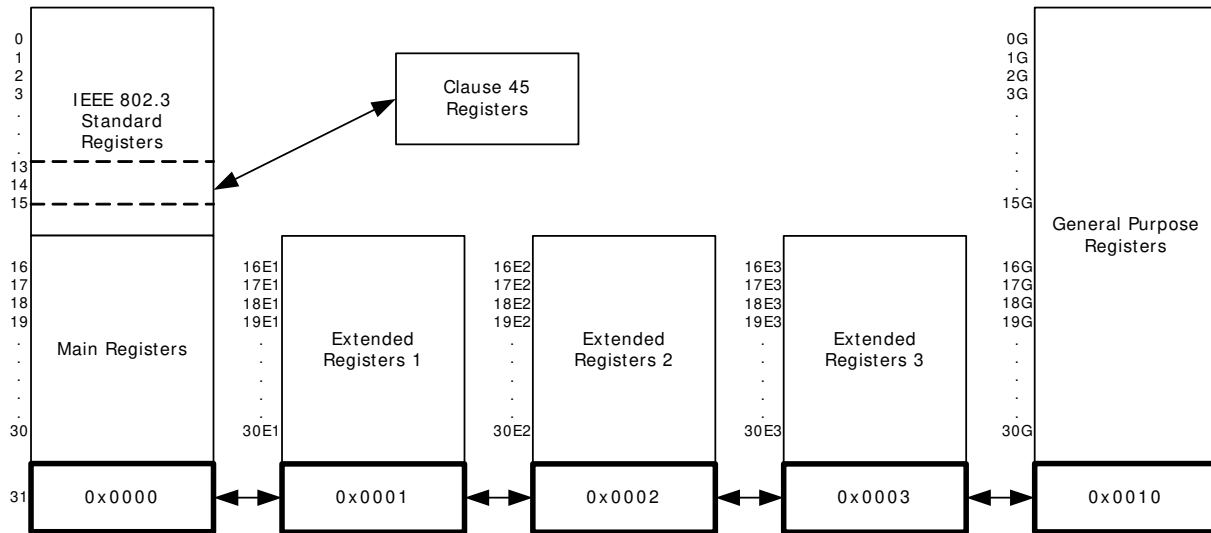 0
1
2
3
.
.
.
13
14
15
IEEE 802.3
Standard
Registers
Clause 45
Registers
16
17
18
19
.
.
.
.
.
30
Main Registers
16E1
17E1
18E1
19E1
.
.
.
.
.
30E1
Extended
Registers 1
16E2
17E2
18E2
19E2
.
.
.
.
.
30E2
Extended
Registers 2
16E3
17E3
18E3
19E3
.
.
.
.
.
30E3
Extended
Registers 3
0G
1G
2G
3G
.
.
.
.
.
15G
16G
17G
18G
19G
.
.
.
.
.
30G
General Purpose
Registers
31
0x0000
0x0001
0x0002
0x0003
0x0010